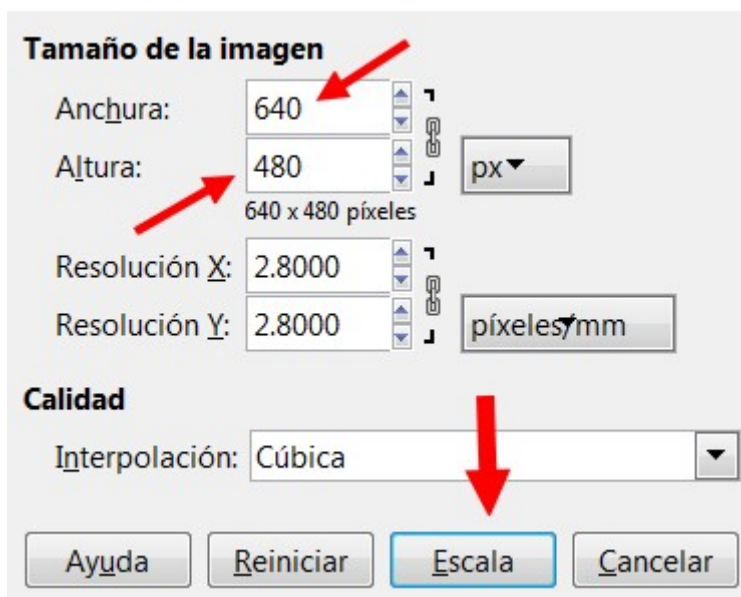 Tamaño de la imagen
Anchura: 640
Altura: 480 px
640 x 480 píxeles
Resolución X: 2.8000
Resolución Y: 2.8000 píxeles/mm
Calidad
Interpolación: Cúbica
Ayuda Reiniciar Escala Cancelar